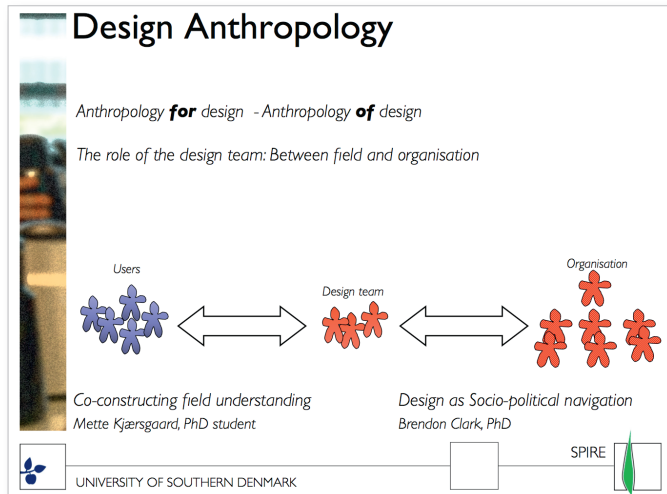 Design Anthropology
Anthropology for design - Anthropology of design
The role of the design team: Between field and organisation
Users
Design team
Organisation
Co-constructing field understanding
Mette Kjærsgaard, PhD student
Design as Socio-political navigation
Brendon Clark, PhD
SPIRE
UNIVERSITY OF SOUTHERN DENMARK